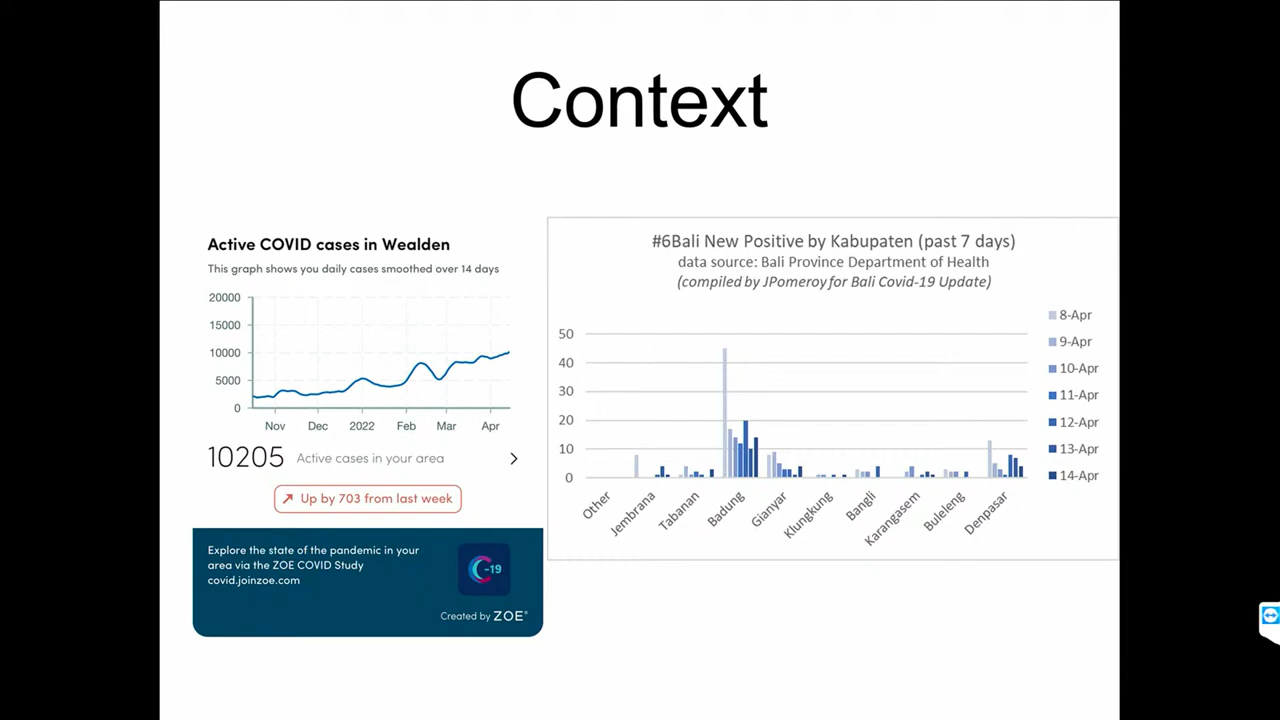 Context
Active COVID cases in Wealden
This graph shows you daily cases smoothed over 14 days
20000
15000
10000
5000
0
Nov Dec 2022 Feb Mar Apr
10205 Active cases in your area
Up by 703 from last week
Explore the state of the pandemic in your
area via the ZOE COVID Study
covid.joinzoe.com
C-19
Created by ZOE
#6Bali New Positive by Kabupaten (past 7 days)
data source: Bali Province Department of Health
(compiled by JPomeroy for Bali Covid-19 Update)
50
40
30
20
10
0
Other Jembrana Tabanan Badung Gianyar Klungkung Bangli Karangasem Buleleng Denpasar
8-Apr
9-Apr
10-Apr
11-Apr
12-Apr
13-Apr
14-Apr